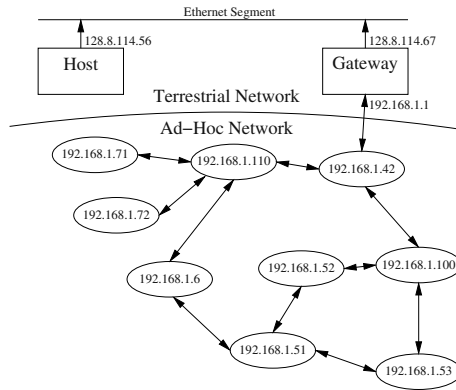 Ethernet Segment
128.8.114.56
128.8.114.67
Host
Gateway
Terrestrial Network
192.168.1.1
Ad-Hoc Network
192.168.1.71
192.168.1.110
192.168.1.42
192.168.1.72
192.168.1.6
192.168.1.52
192.168.1.100
192.168.1.51
192.168.1.53